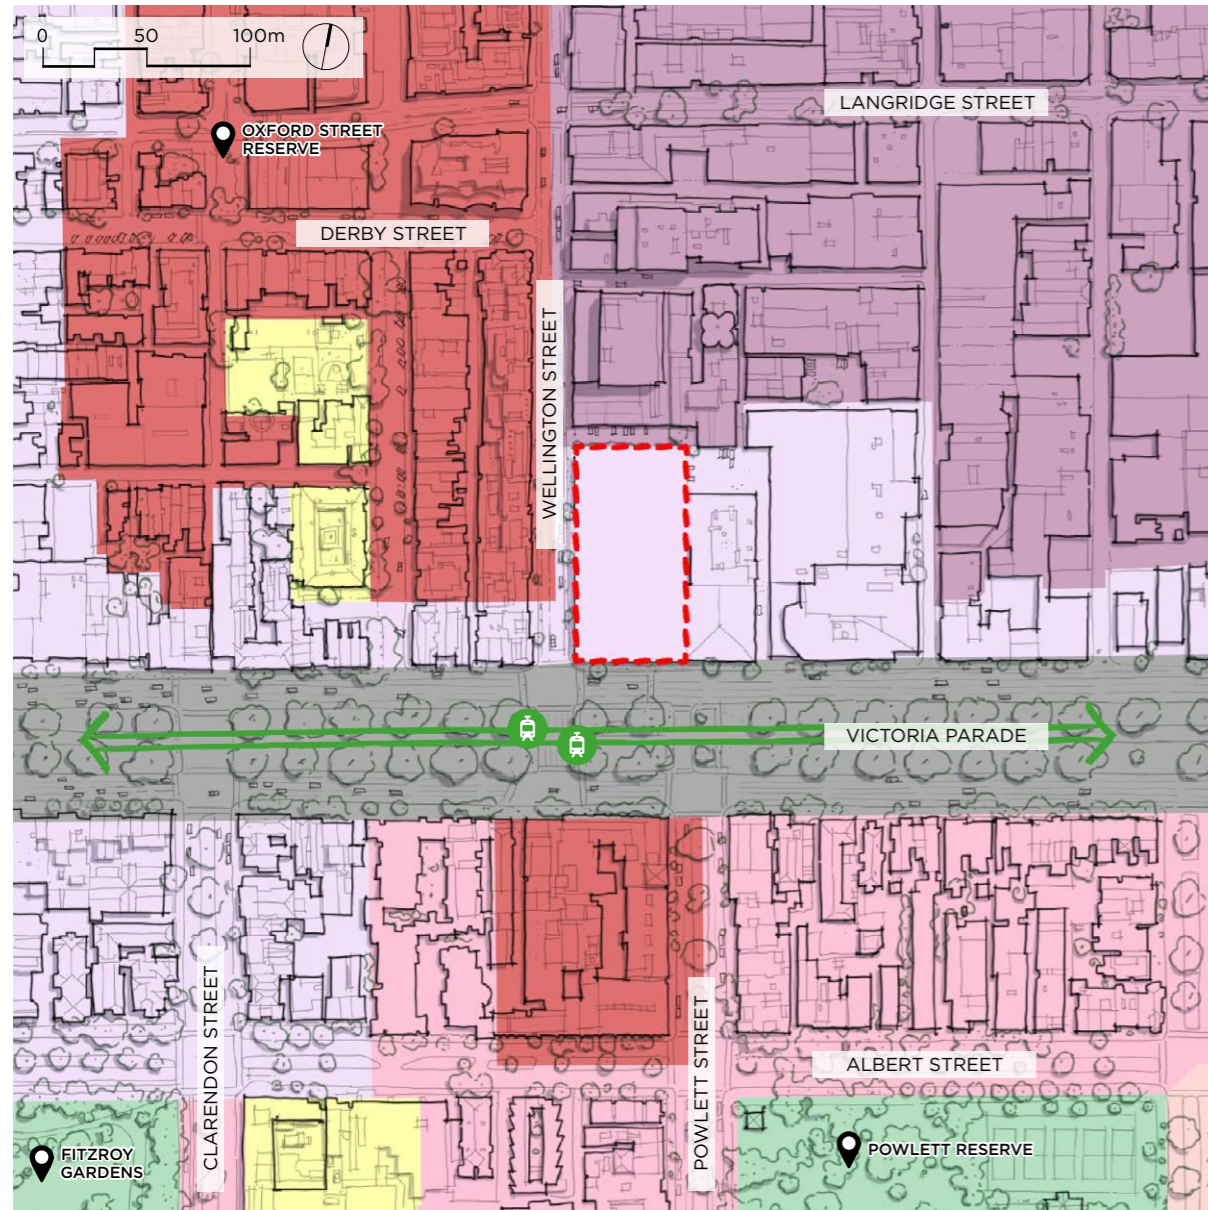 0 50 100m
LANGRIDGE STREET
OXFORD STREET
RESERVE
DERBY STREET
WELLINGTON STREET
VICTORIA PARADE
CLARENDON STREET
POWLETT STREET
ALBERT STREET
FITZROY
GARDENS
POWLETT RESERVE